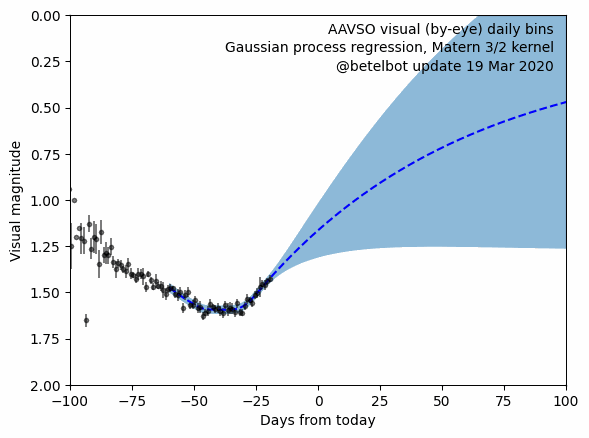 AAVSO visual (by-eye) daily bins
Gaussian process regression, Matern 3/2 kernel
@betelbot update 19 Mar 2020
Visual magnitude
0.00
0.25
0.50
0.75
1.00
1.25
1.50
1.75
2.00
−100 −75 −50 −25 0 25 50 75 100
Days from today